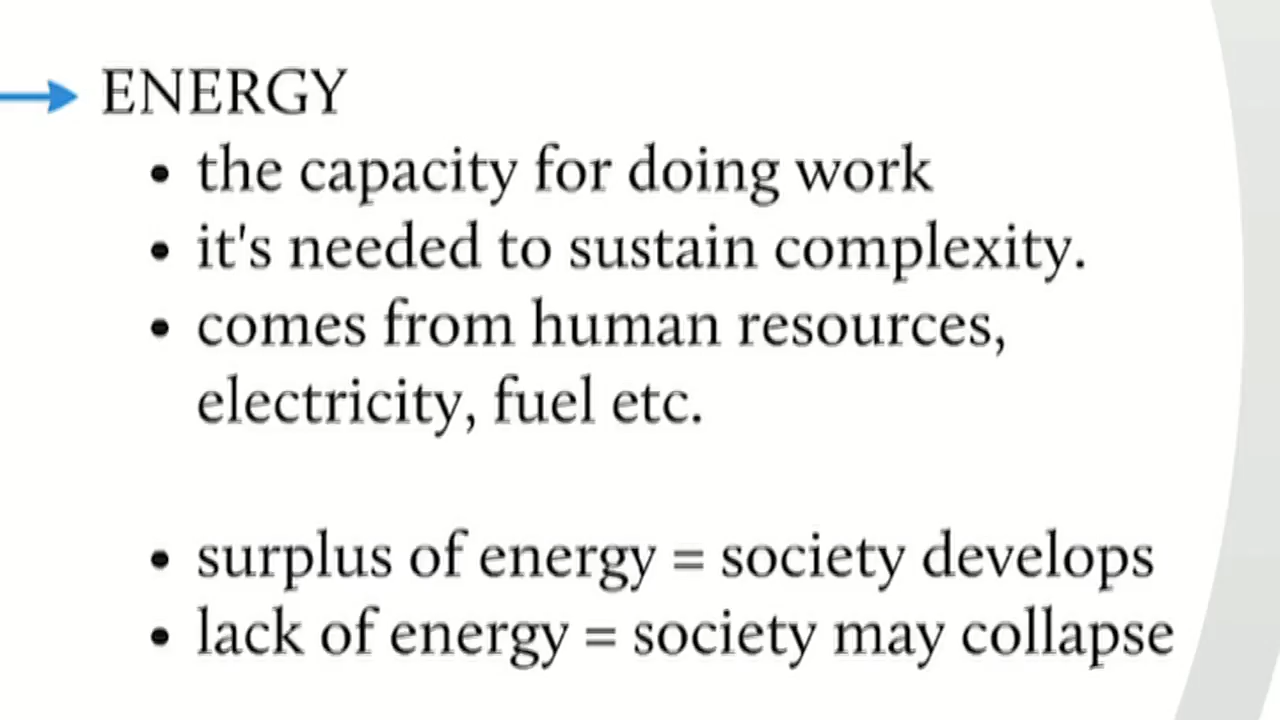 ENERGY
• the capacity for doing work
• it's needed to sustain complexity.
• comes from human resources,
electricity, fuel etc.
• surplus of energy = society develops
• lack of energy = society may collapse